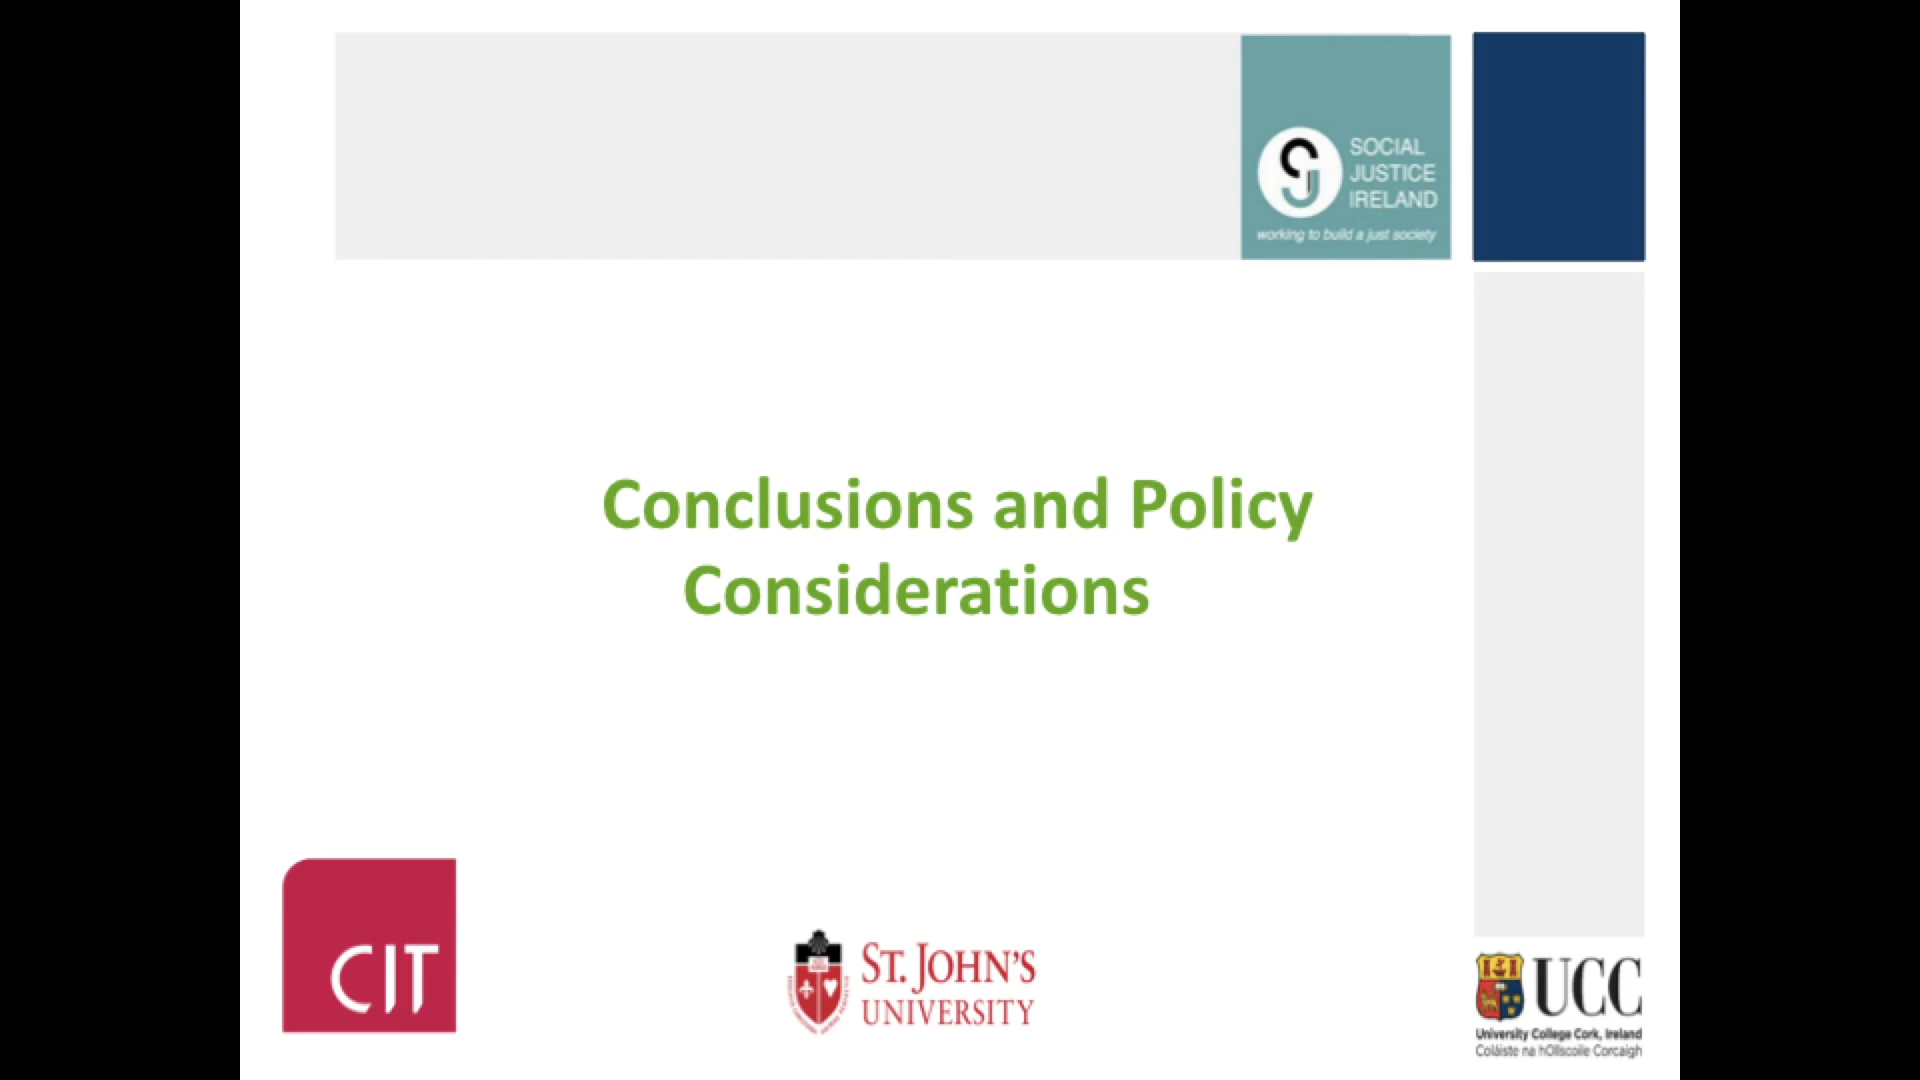 SOCIAL
JUSTICE
IRELAND
working to build a just society
Conclusions and Policy
Considerations
CIT
ST. JOHN'S
UNIVERSITY
UCC
University College Cork, Ireland
Coláiste na hOllscoile Corcaigh